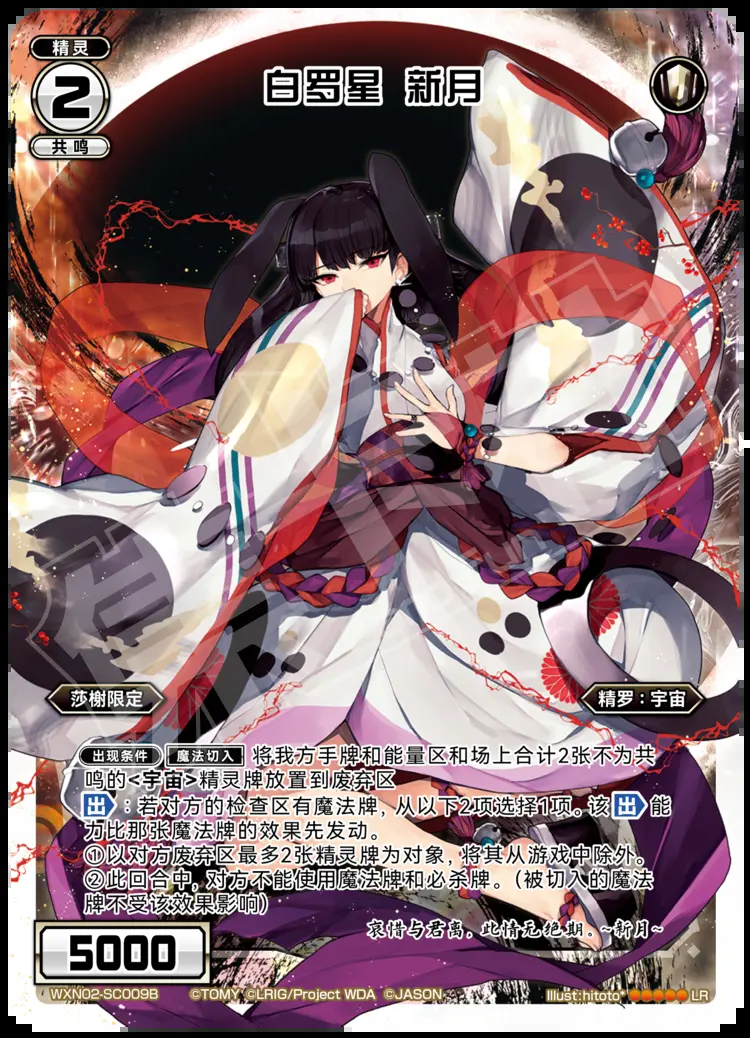 精灵
2
共鸣
白罗星 新月
莎榭限定
精罗：宇宙
出现条件 魔法切入 将我方手牌和能量区和场上合计2张不为共
鸣的<宇宙>精灵牌放置到废弃区
出：若对方的检查区有魔法牌，从以下2项选择1项。该出能
力比那张魔法牌的效果先发动。
①以对方废弃区最多2张精灵牌为对象，将其从游戏中除外。
②此回合中，对方不能使用魔法牌和必杀牌。（被切入的魔法
牌不受该效果影响）
哀惜与君离，此情无绝期。~新月~
5000
WXN02-SC009B ©TOMY ©LRIG/Project WDA ©JASON
Illust:hitoto* LR